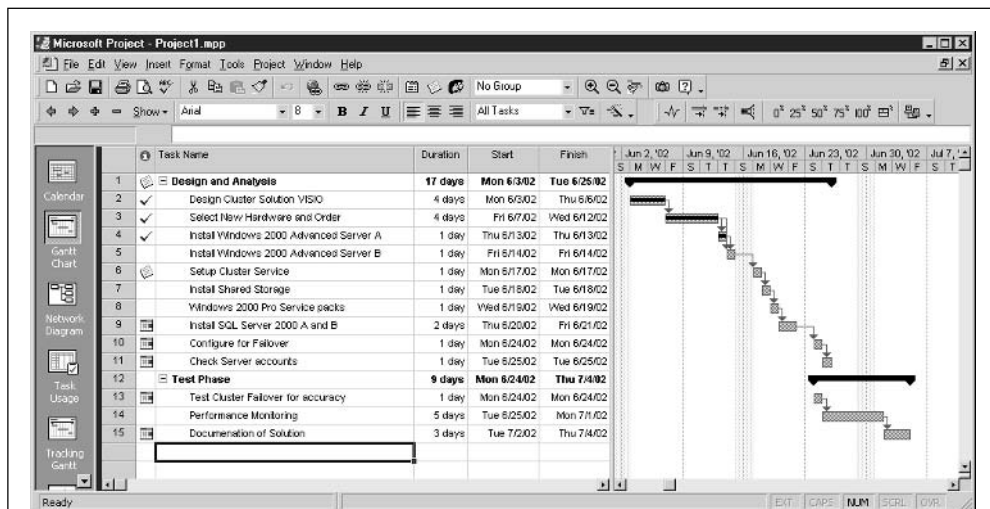 Microsoft Project - Project1.mpp
File Edit View Insert Format Tools Project Window Help
No Group
Show Arial 8 B I U All Tasks 0% 25% 50% 75% 100%
Task Name Duration Start Finish Jun 2, '02 Jun 9, '02 Jun 16, '02 Jun 23, '02 Jun 30, '02 Jul 7, '
S M W F S T T S M W F S T T S M W F S T
1 Design and Analysis 17 days Mon 6/3/02 Tue 6/25/02
2 Design Cluster Solution VISIO 4 days Mon 6/3/02 Thu 6/6/02
3 Select New Hardware and Order 4 days Fri 6/7/02 Wed 6/12/02
4 Install Windows 2000 Advanced Server A 1 day Thu 6/13/02 Thu 6/13/02
5 Install Windows 2000 Advanced Server B 1 day Fri 6/14/02 Fri 6/14/02
6 Setup Cluster Service 1 day Mon 6/17/02 Mon 6/17/02
7 Install Shared Storage 1 day Tue 6/18/02 Tue 6/18/02
8 Windows 2000 Pro Service packs 1 day Wed 6/19/02 Wed 6/19/02
9 Install SQL Server 2000 A and B 2 days Thu 6/20/02 Fri 6/21/02
10 Configure for Failover 1 day Mon 6/24/02 Mon 6/24/02
11 Check Server accounts 1 day Tue 6/25/02 Tue 6/25/02
12 Test Phase 9 days Mon 6/24/02 Thu 7/4/02
13 Test Cluster Failover for accuracy 1 day Mon 6/24/02 Mon 6/24/02
14 Performance Monitoring 5 days Tue 6/25/02 Mon 7/1/02
15 Documenation of Solution 3 days Tue 7/2/02 Thu 7/4/02
Calendar
Gantt
Chart
Network
Diagram
Task
Usage
Tracking
Gantt
Ready EXT CAPS NUM SCRL OVR